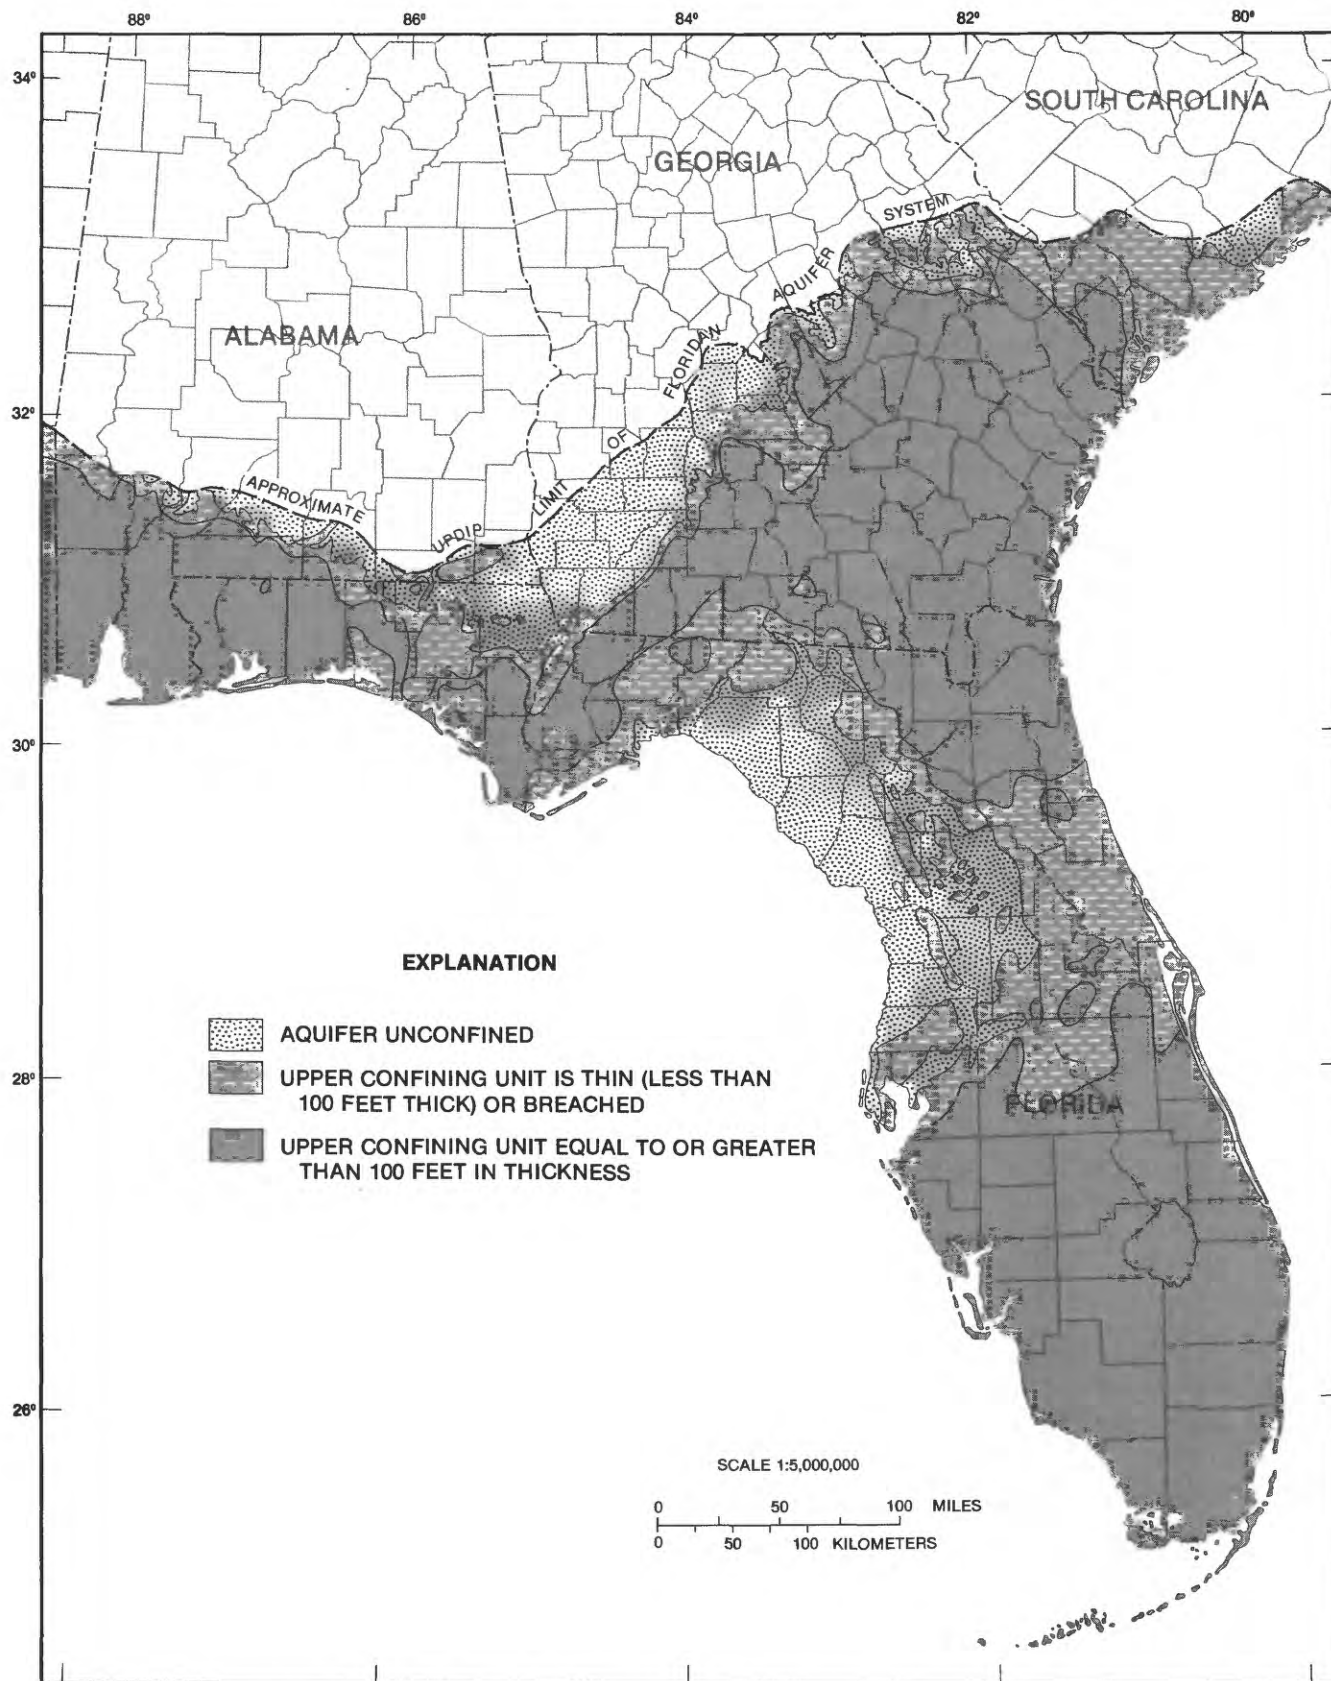 88° 86° 84° 82° 80°
34°
SOUTH CAROLINA
GEORGIA
SYSTEM
AQUIFER
ALABAMA
FLORIDAN
32°
OF
APPROXIMATE
LIMIT
UPDIP
30°
EXPLANATION
AQUIFER UNCONFINED
28°
UPPER CONFINING UNIT IS THIN (LESS THAN
100 FEET THICK) OR BREACHED
FLORIDA
UPPER CONFINING UNIT EQUAL TO OR GREATER
THAN 100 FEET IN THICKNESS
26°
SCALE 1:5,000,000
0 50 100 MILES
0 50 100 KILOMETERS